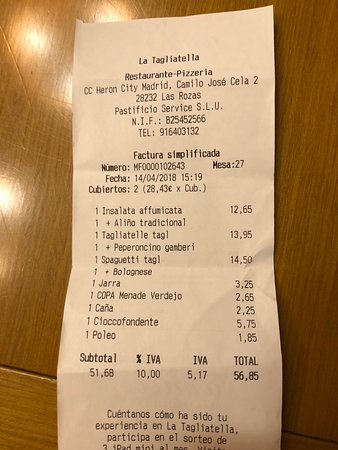 La Tagliatella
Restaurante-Pizzeria
CC Heron City Madrid, Camilo José Cela 2
28232 Las Rozas
Pastificio Service S.L.U.
N.I.F.: B25452566
TEL: 916403132
Factura simplificada
Número: MF0000102643 Mesa:27
Fecha: 14/04/2018 15:19
Cubiertos: 2 (28,43€ x Cub.)
1 Insalata affumicata 12,65
1 + Aliño tradicional
1 Tagliatelle tagl 13,95
1 + Peperoncino gamberi
1 Spaguetti tagl 14,50
1 + Bolognese
1 Jarra 3,25
1 COPA Menade Verdejo 2,65
1 Caña 2,25
1 Cioccofondente 5,75
1 Poleo 1,85
Subtotal % IVA IVA TOTAL
51,68 10,00 5,17 56,85
Cuéntanos cómo ha sido tu
experiencia en La Tagliatella,
participa en el sorteo de
3 iPad mini al mes. Visita